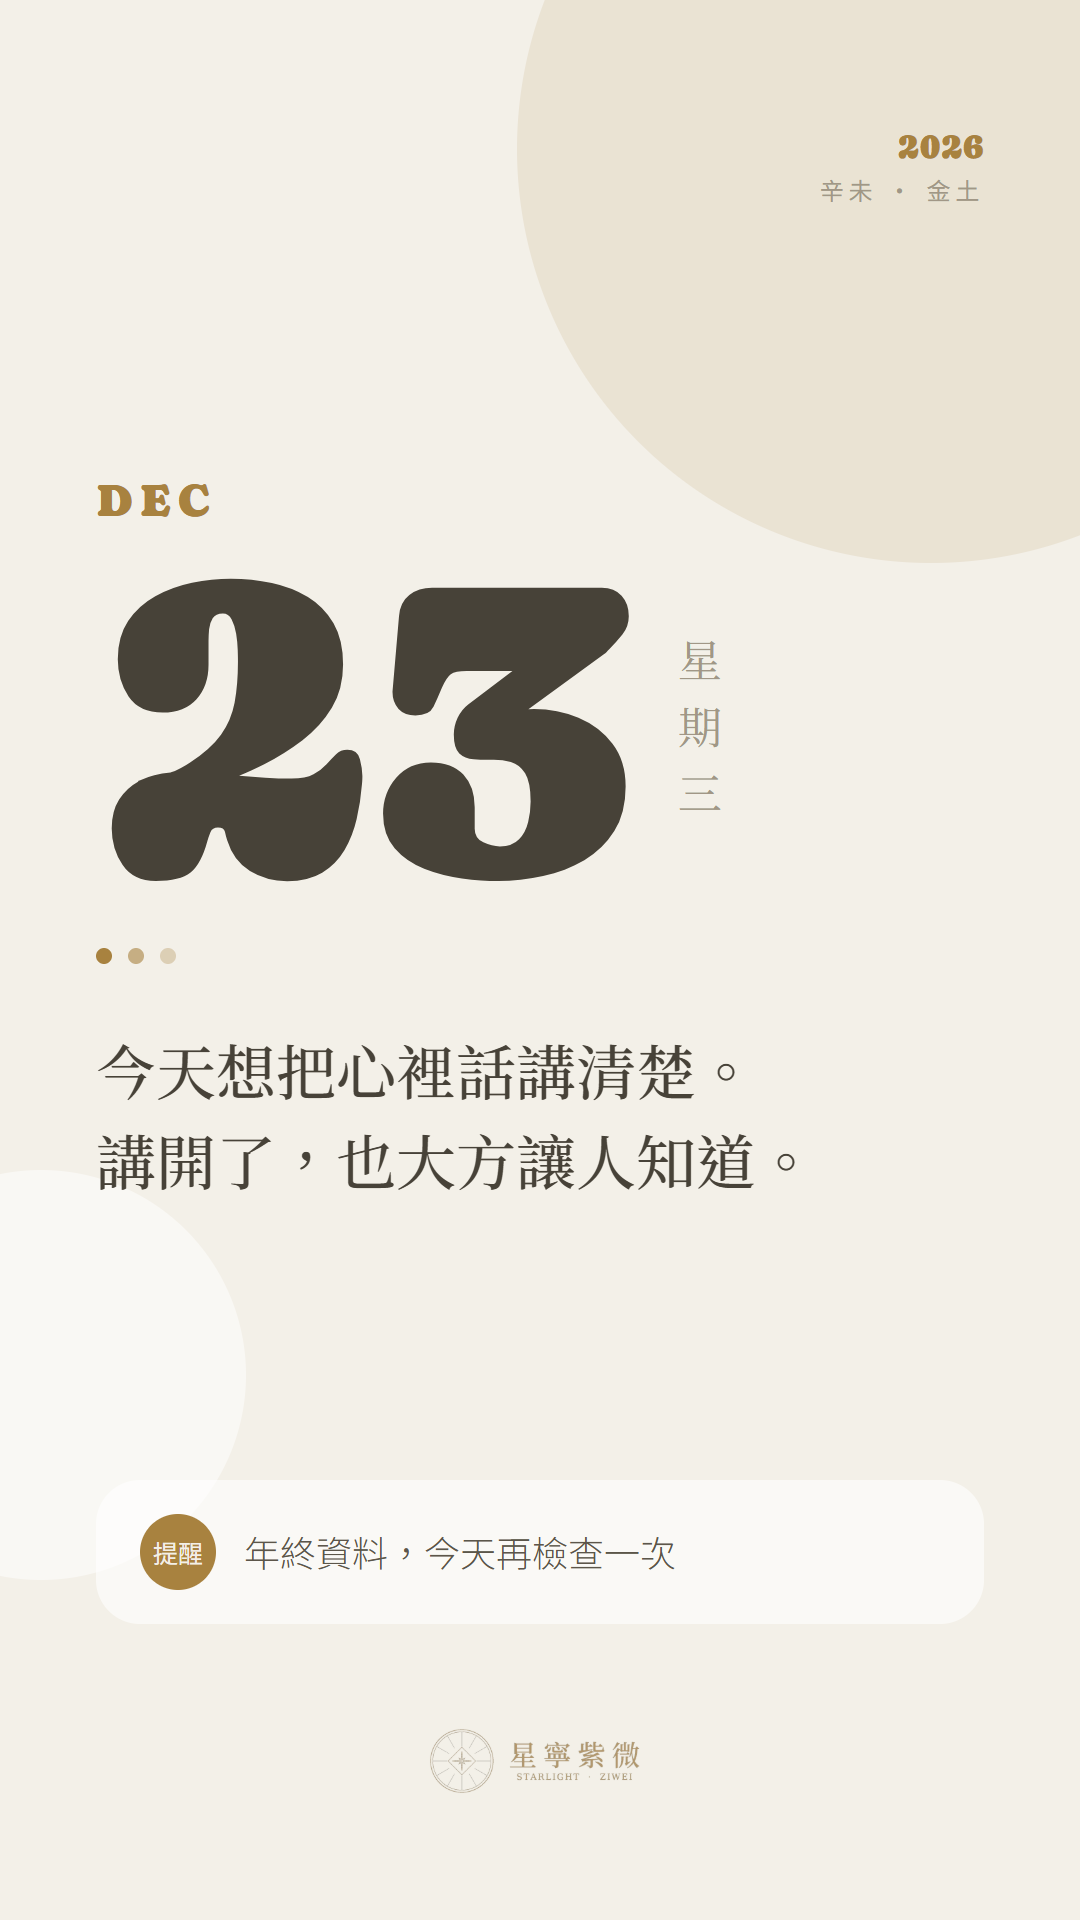 2026
辛未 · 金土
DEC
23
星期三
今天想把心裡話講清楚。
講開了，也大方讓人知道。
提醒
年終資料，今天再檢查一次
星寧紫微
STARLIGHT · ZIWEI